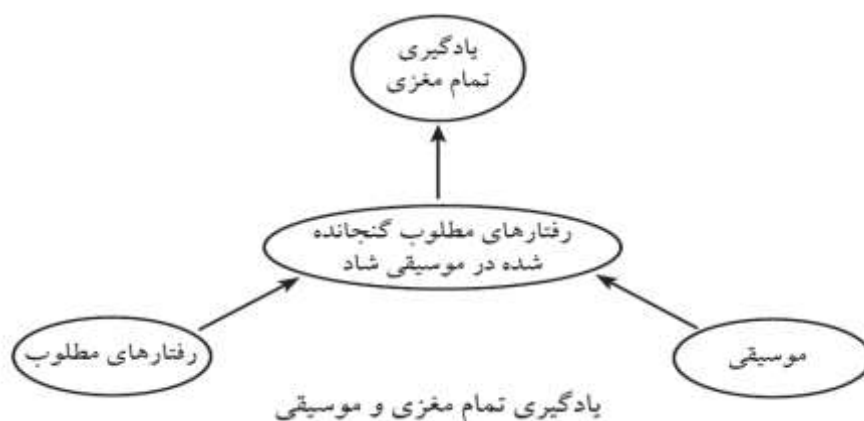 یادگیری
تمام مغزی
رفتارهای مطلوب گنجانده
شده در موسیقی شاد
موسیقی
رفتارهای مطلوب
یادگیری تمام مغزی و موسیقی